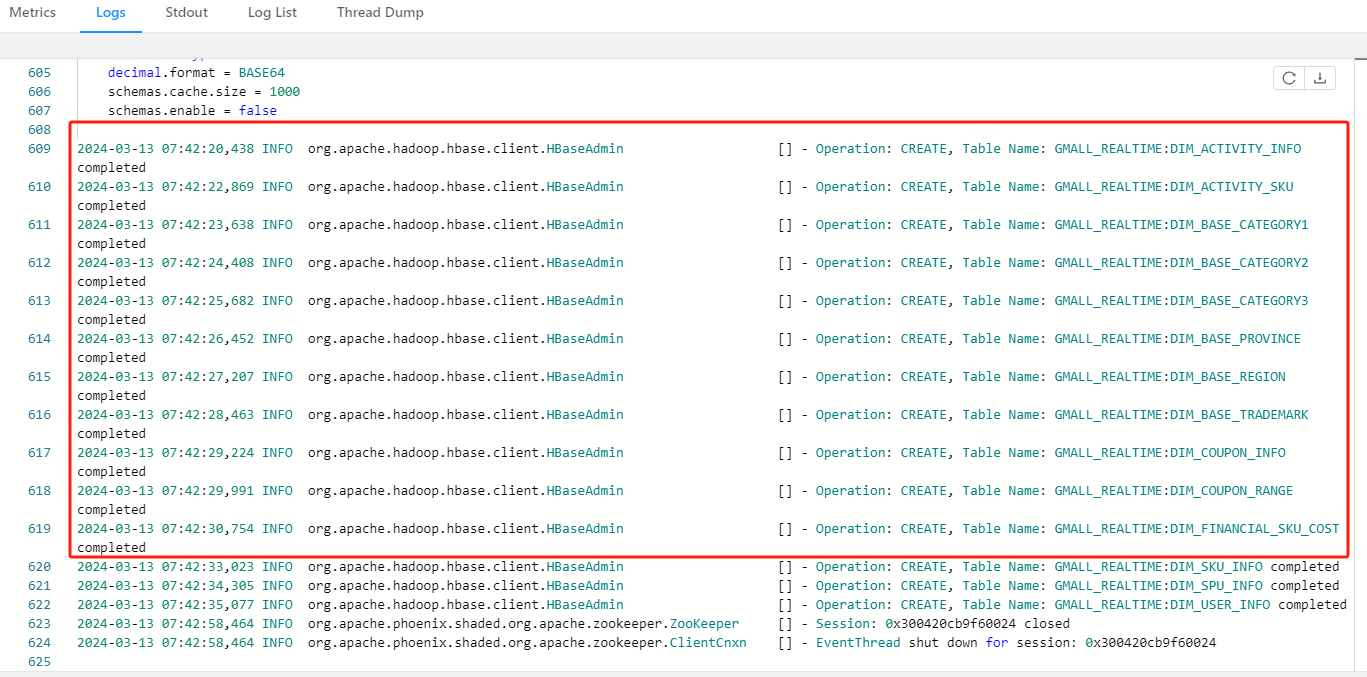 Metrics Logs Stdout Log List Thread Dump
605 decimal.format = BASE64
606 schemas.cache.size = 1000
607 schemas.enable = false
608
609 2024-03-13 07:42:20,438 INFO org.apache.hadoop.hbase.client.HBaseAdmin [] - Operation: CREATE, Table Name: GMALL_REALTIME:DIM_ACTIVITY_INFO
completed
610 2024-03-13 07:42:22,869 INFO org.apache.hadoop.hbase.client.HBaseAdmin [] - Operation: CREATE, Table Name: GMALL_REALTIME:DIM_ACTIVITY_SKU
completed
611 2024-03-13 07:42:23,638 INFO org.apache.hadoop.hbase.client.HBaseAdmin [] - Operation: CREATE, Table Name: GMALL_REALTIME:DIM_BASE_CATEGORY1
completed
612 2024-03-13 07:42:24,408 INFO org.apache.hadoop.hbase.client.HBaseAdmin [] - Operation: CREATE, Table Name: GMALL_REALTIME:DIM_BASE_CATEGORY2
completed
613 2024-03-13 07:42:25,682 INFO org.apache.hadoop.hbase.client.HBaseAdmin [] - Operation: CREATE, Table Name: GMALL_REALTIME:DIM_BASE_CATEGORY3
completed
614 2024-03-13 07:42:26,452 INFO org.apache.hadoop.hbase.client.HBaseAdmin [] - Operation: CREATE, Table Name: GMALL_REALTIME:DIM_BASE_PROVINCE
completed
615 2024-03-13 07:42:27,207 INFO org.apache.hadoop.hbase.client.HBaseAdmin [] - Operation: CREATE, Table Name: GMALL_REALTIME:DIM_BASE_REGION
completed
616 2024-03-13 07:42:28,463 INFO org.apache.hadoop.hbase.client.HBaseAdmin [] - Operation: CREATE, Table Name: GMALL_REALTIME:DIM_BASE_TRADEMARK
completed
617 2024-03-13 07:42:29,224 INFO org.apache.hadoop.hbase.client.HBaseAdmin [] - Operation: CREATE, Table Name: GMALL_REALTIME:DIM_COUPON_INFO
completed
618 2024-03-13 07:42:29,991 INFO org.apache.hadoop.hbase.client.HBaseAdmin [] - Operation: CREATE, Table Name: GMALL_REALTIME:DIM_COUPON_RANGE
completed
619 2024-03-13 07:42:30,754 INFO org.apache.hadoop.hbase.client.HBaseAdmin [] - Operation: CREATE, Table Name: GMALL_REALTIME:DIM_FINANCIAL_SKU_COST
completed
620 2024-03-13 07:42:33,023 INFO org.apache.hadoop.hbase.client.HBaseAdmin [] - Operation: CREATE, Table Name: GMALL_REALTIME:DIM_SKU_INFO completed
621 2024-03-13 07:42:34,305 INFO org.apache.hadoop.hbase.client.HBaseAdmin [] - Operation: CREATE, Table Name: GMALL_REALTIME:DIM_SPU_INFO completed
622 2024-03-13 07:42:35,077 INFO org.apache.hadoop.hbase.client.HBaseAdmin [] - Operation: CREATE, Table Name: GMALL_REALTIME:DIM_USER_INFO completed
623 2024-03-13 07:42:58,464 INFO org.apache.phoenix.shaded.org.apache.zookeeper.ZooKeeper [] - Session: 0x300420cb9f60024 closed
624 2024-03-13 07:42:58,464 INFO org.apache.phoenix.shaded.org.apache.zookeeper.ClientCnxn [] - EventThread shut down for session: 0x300420cb9f60024
625